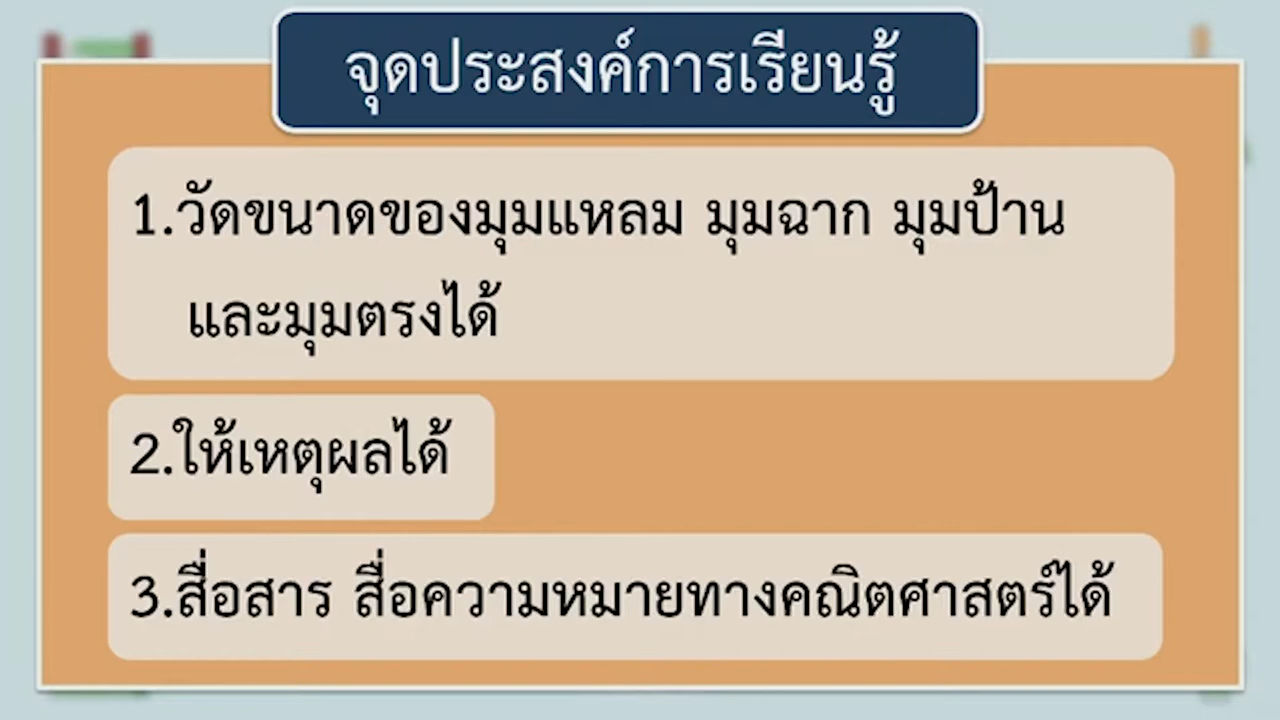 จุดประสงค์การเรียนรู้
1.วัดขนาดของมุมแหลม มุมฉาก มุมป้าน
และมุมตรงได้
2.ให้เหตุผลได้
3.สื่อสาร สื่อความหมายทางคณิตศาสตร์ได้